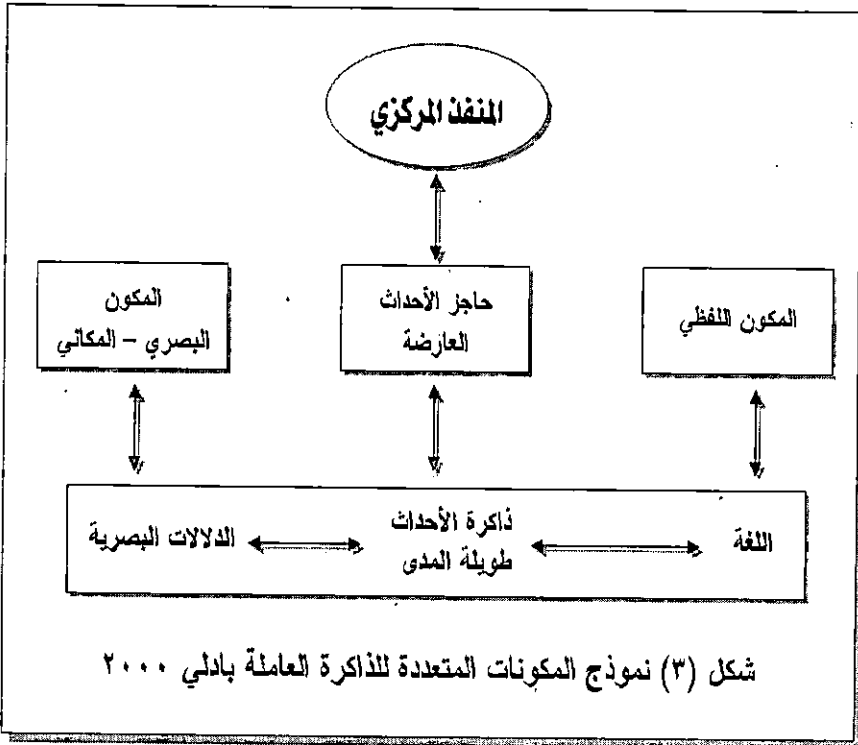 المنفذ المركزي
المكون اللفظي
حاجز الأحداث
العارضة
المكون
البصري – المكاني
اللغة
ذاكرة الأحداث
طويلة المدى
الدلالات البصرية
شكل (٣) نموذج المكونات المتعددة للذاكرة العاملة بادلي ٢٠٠٠